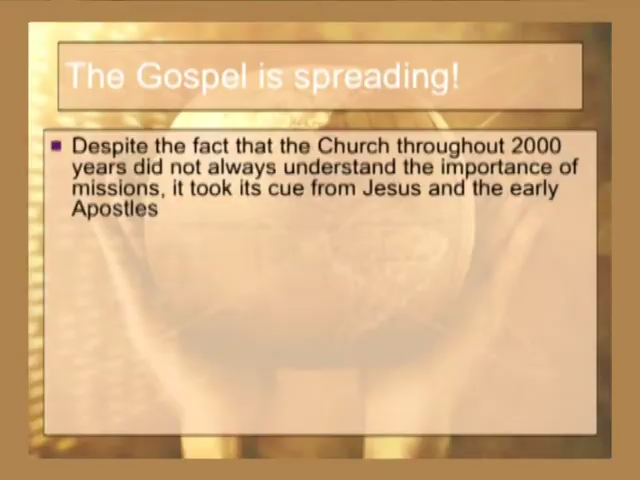 The Gospel is spreading!
Despite the fact that the Church throughout 2000
years did not always understand the importance of
missions, it took its cue from Jesus and the early
Apostles